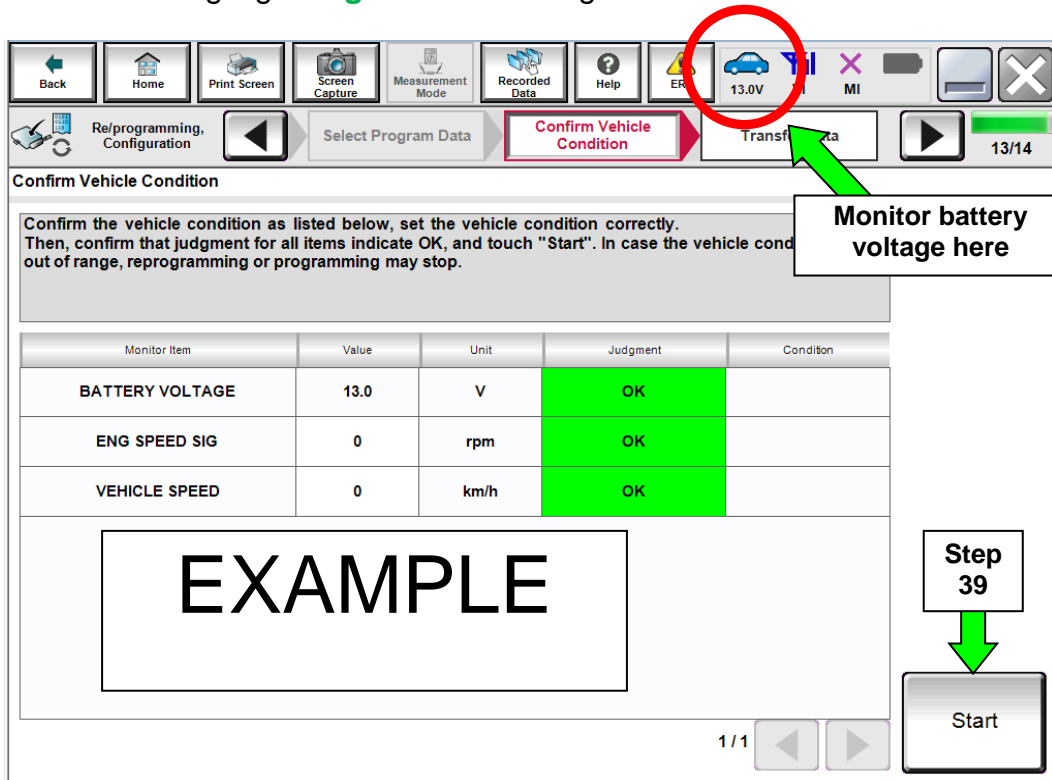 Back
Home
Print Screen
Screen
Capture
Measurement
Mode
Recorded
Data
Help
13.0V
MI
Re/programming,
Configuration
Select Program Data
Confirm Vehicle
Condition
13/14
Confirm Vehicle Condition
Confirm the vehicle condition as listed below, set the vehicle condition correctly.
Then, confirm that judgment for all items indicate OK, and touch "Start". In case the vehicle cond
out of range, reprogramming or programming may stop.
Monitor battery
voltage here
Monitor Item Value Unit Judgment Condition
BATTERY VOLTAGE 13.0 V OK
ENG SPEED SIG 0 rpm OK
VEHICLE SPEED 0 km/h OK
EXAMPLE
Step
39
Start
1/1